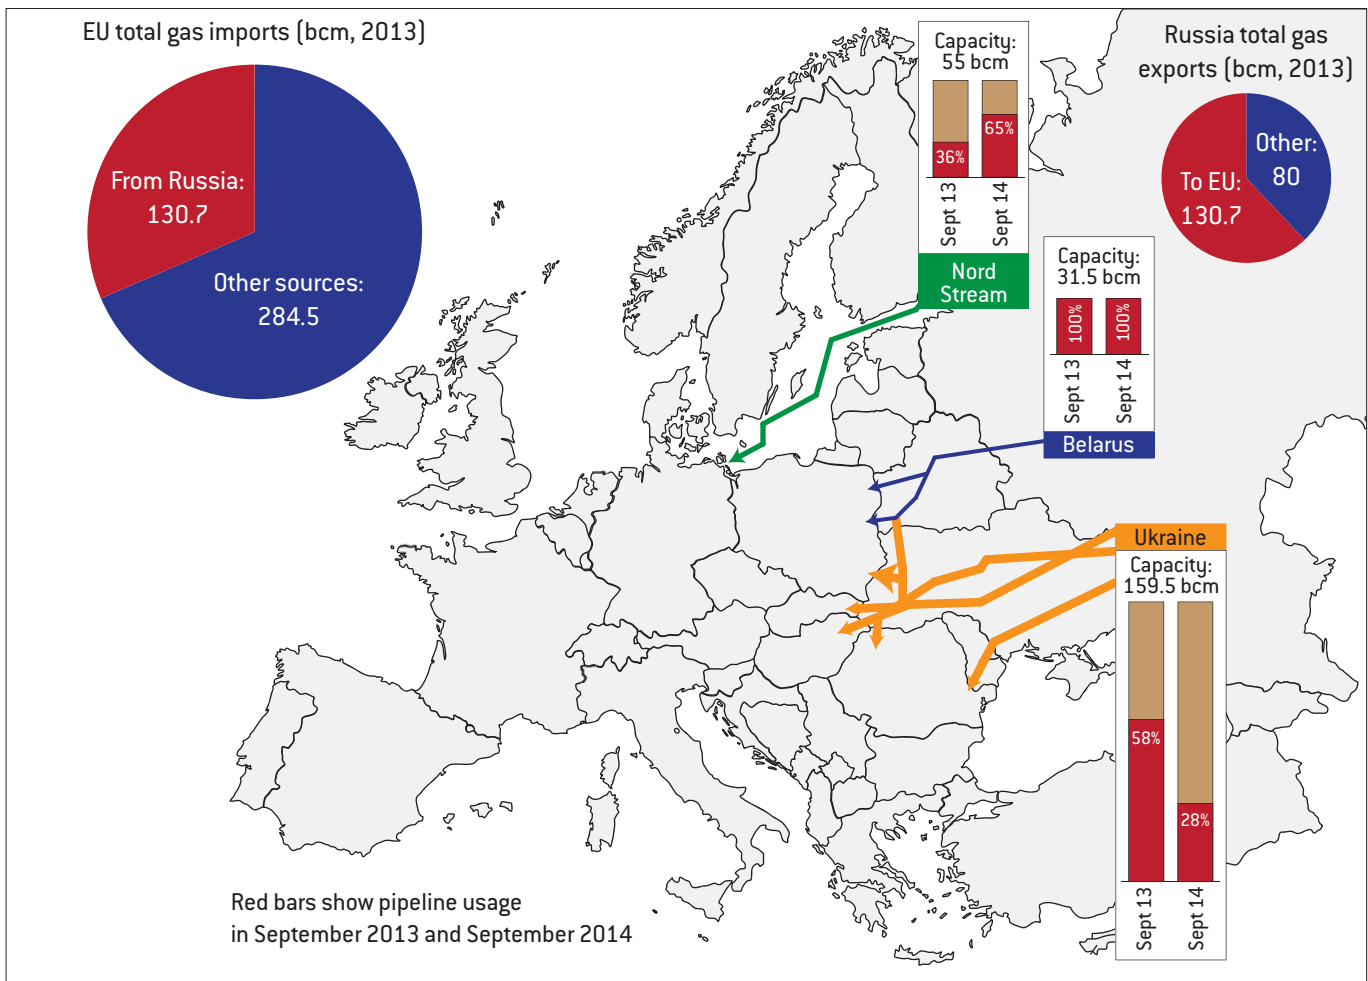 EU total gas imports (bcm, 2013)
From Russia:
130.7
Other sources:
284.5
Capacity:
55 bcm
36%
65%
Sept 13
Sept 14
Nord
Stream
Russia total gas
exports (bcm, 2013)
Other:
80
To EU:
130.7
Capacity:
31.5 bcm
100%
100%
Sept 13
Sept 14
Belarus
Ukraine
Capacity:
159.5 bcm
58%
28%
Sept 13
Sept 14
Red bars show pipeline usage
in September 2013 and September 2014